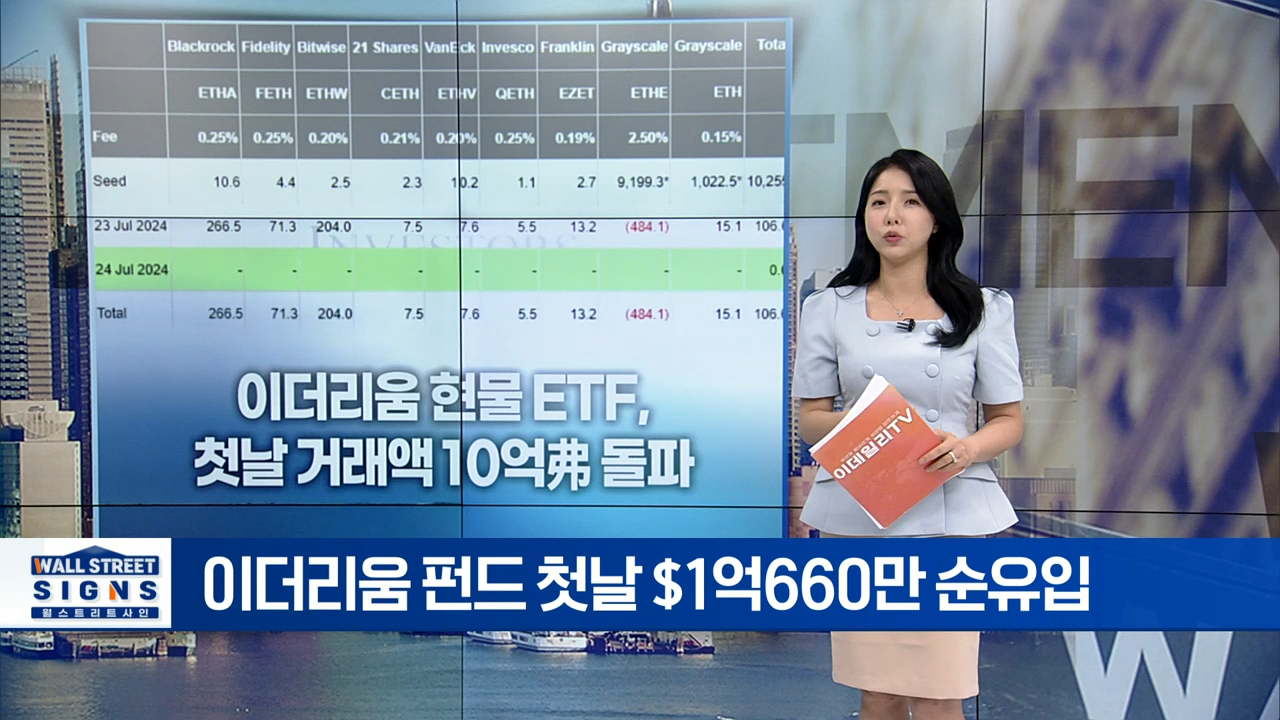 Blackrock Fidelity Bitwise 21 Shares VanEck Invesco Franklin Grayscale Grayscale Tota
ETHA FETH ETHW CETH ETHV QETH EZET ETHE ETH
Fee 0.25% 0.25% 0.20% 0.21% 0.20% 0.25% 0.19% 2.50% 0.15%
Seed 10.6 4.4 2.5 2.3 10.2 1.1 2.7 9,199.3* 1,022.5* 10,25
23 Jul 2024 266.5 71.3 204.0 7.5 7.6 5.5 13.2 (484.1) 15.1 106.
INVESTORS
24 Jul 2024 - - - - - - - - - 0.
Total 266.5 71.3 204.0 7.5 7.6 5.5 13.2 (484.1) 15.1 106.
이더리움 현물 ETF,
첫날 거래액 10억弗 돌파
이데일리TV
WALL STREET
SIGNS
월스트리트사인
이더리움 펀드 첫날 $1억660만 순유입